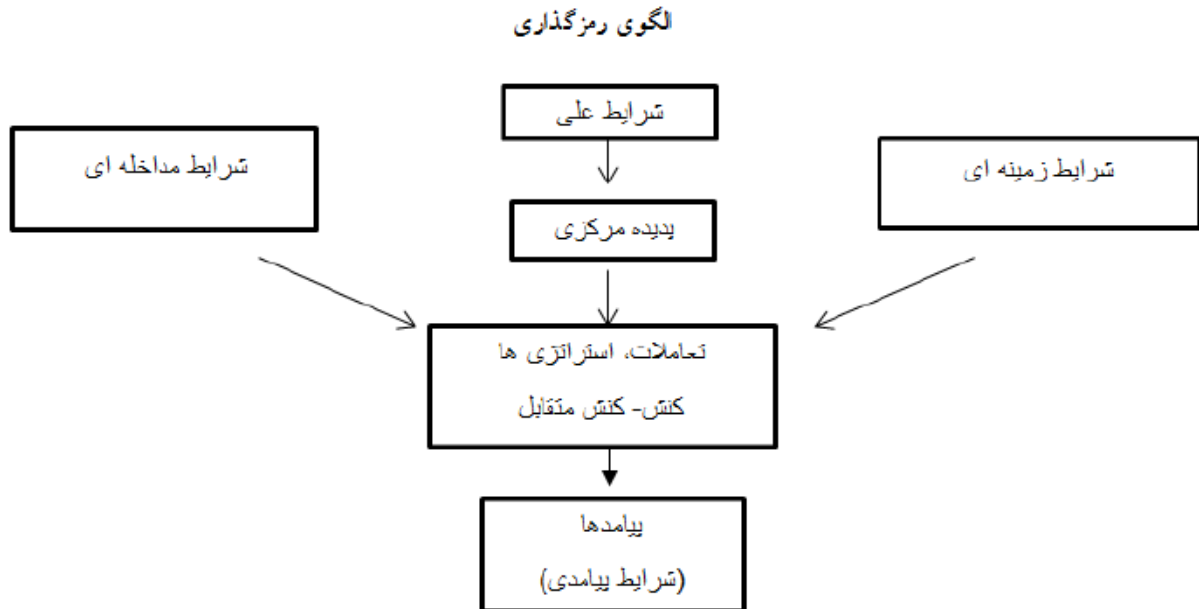 الگوی رمزگذاری
شرایط علی
شرایط زمینه ای
شرایط مداخله ای
پدیده مرکزی
تعاملات، استراتژی ها
کنش- کنش متقابل
پیامدها
(شرایط پیامدی)